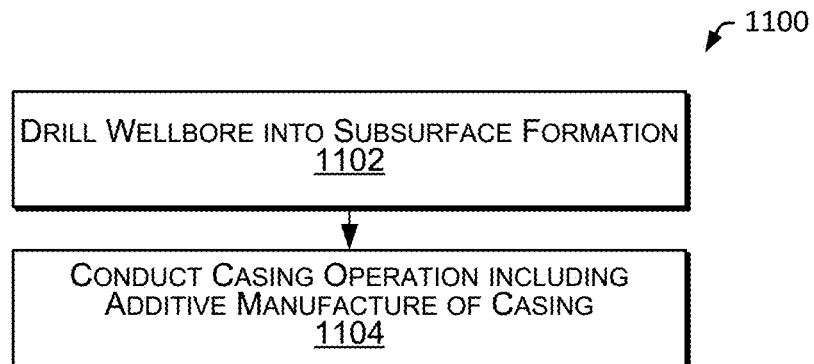 1100
DRILL WELLBORE INTO SUBSURFACE FORMATION
1102
CONDUCT CASING OPERATION INCLUDING
ADDITIVE MANUFACTURE OF CASING
1104